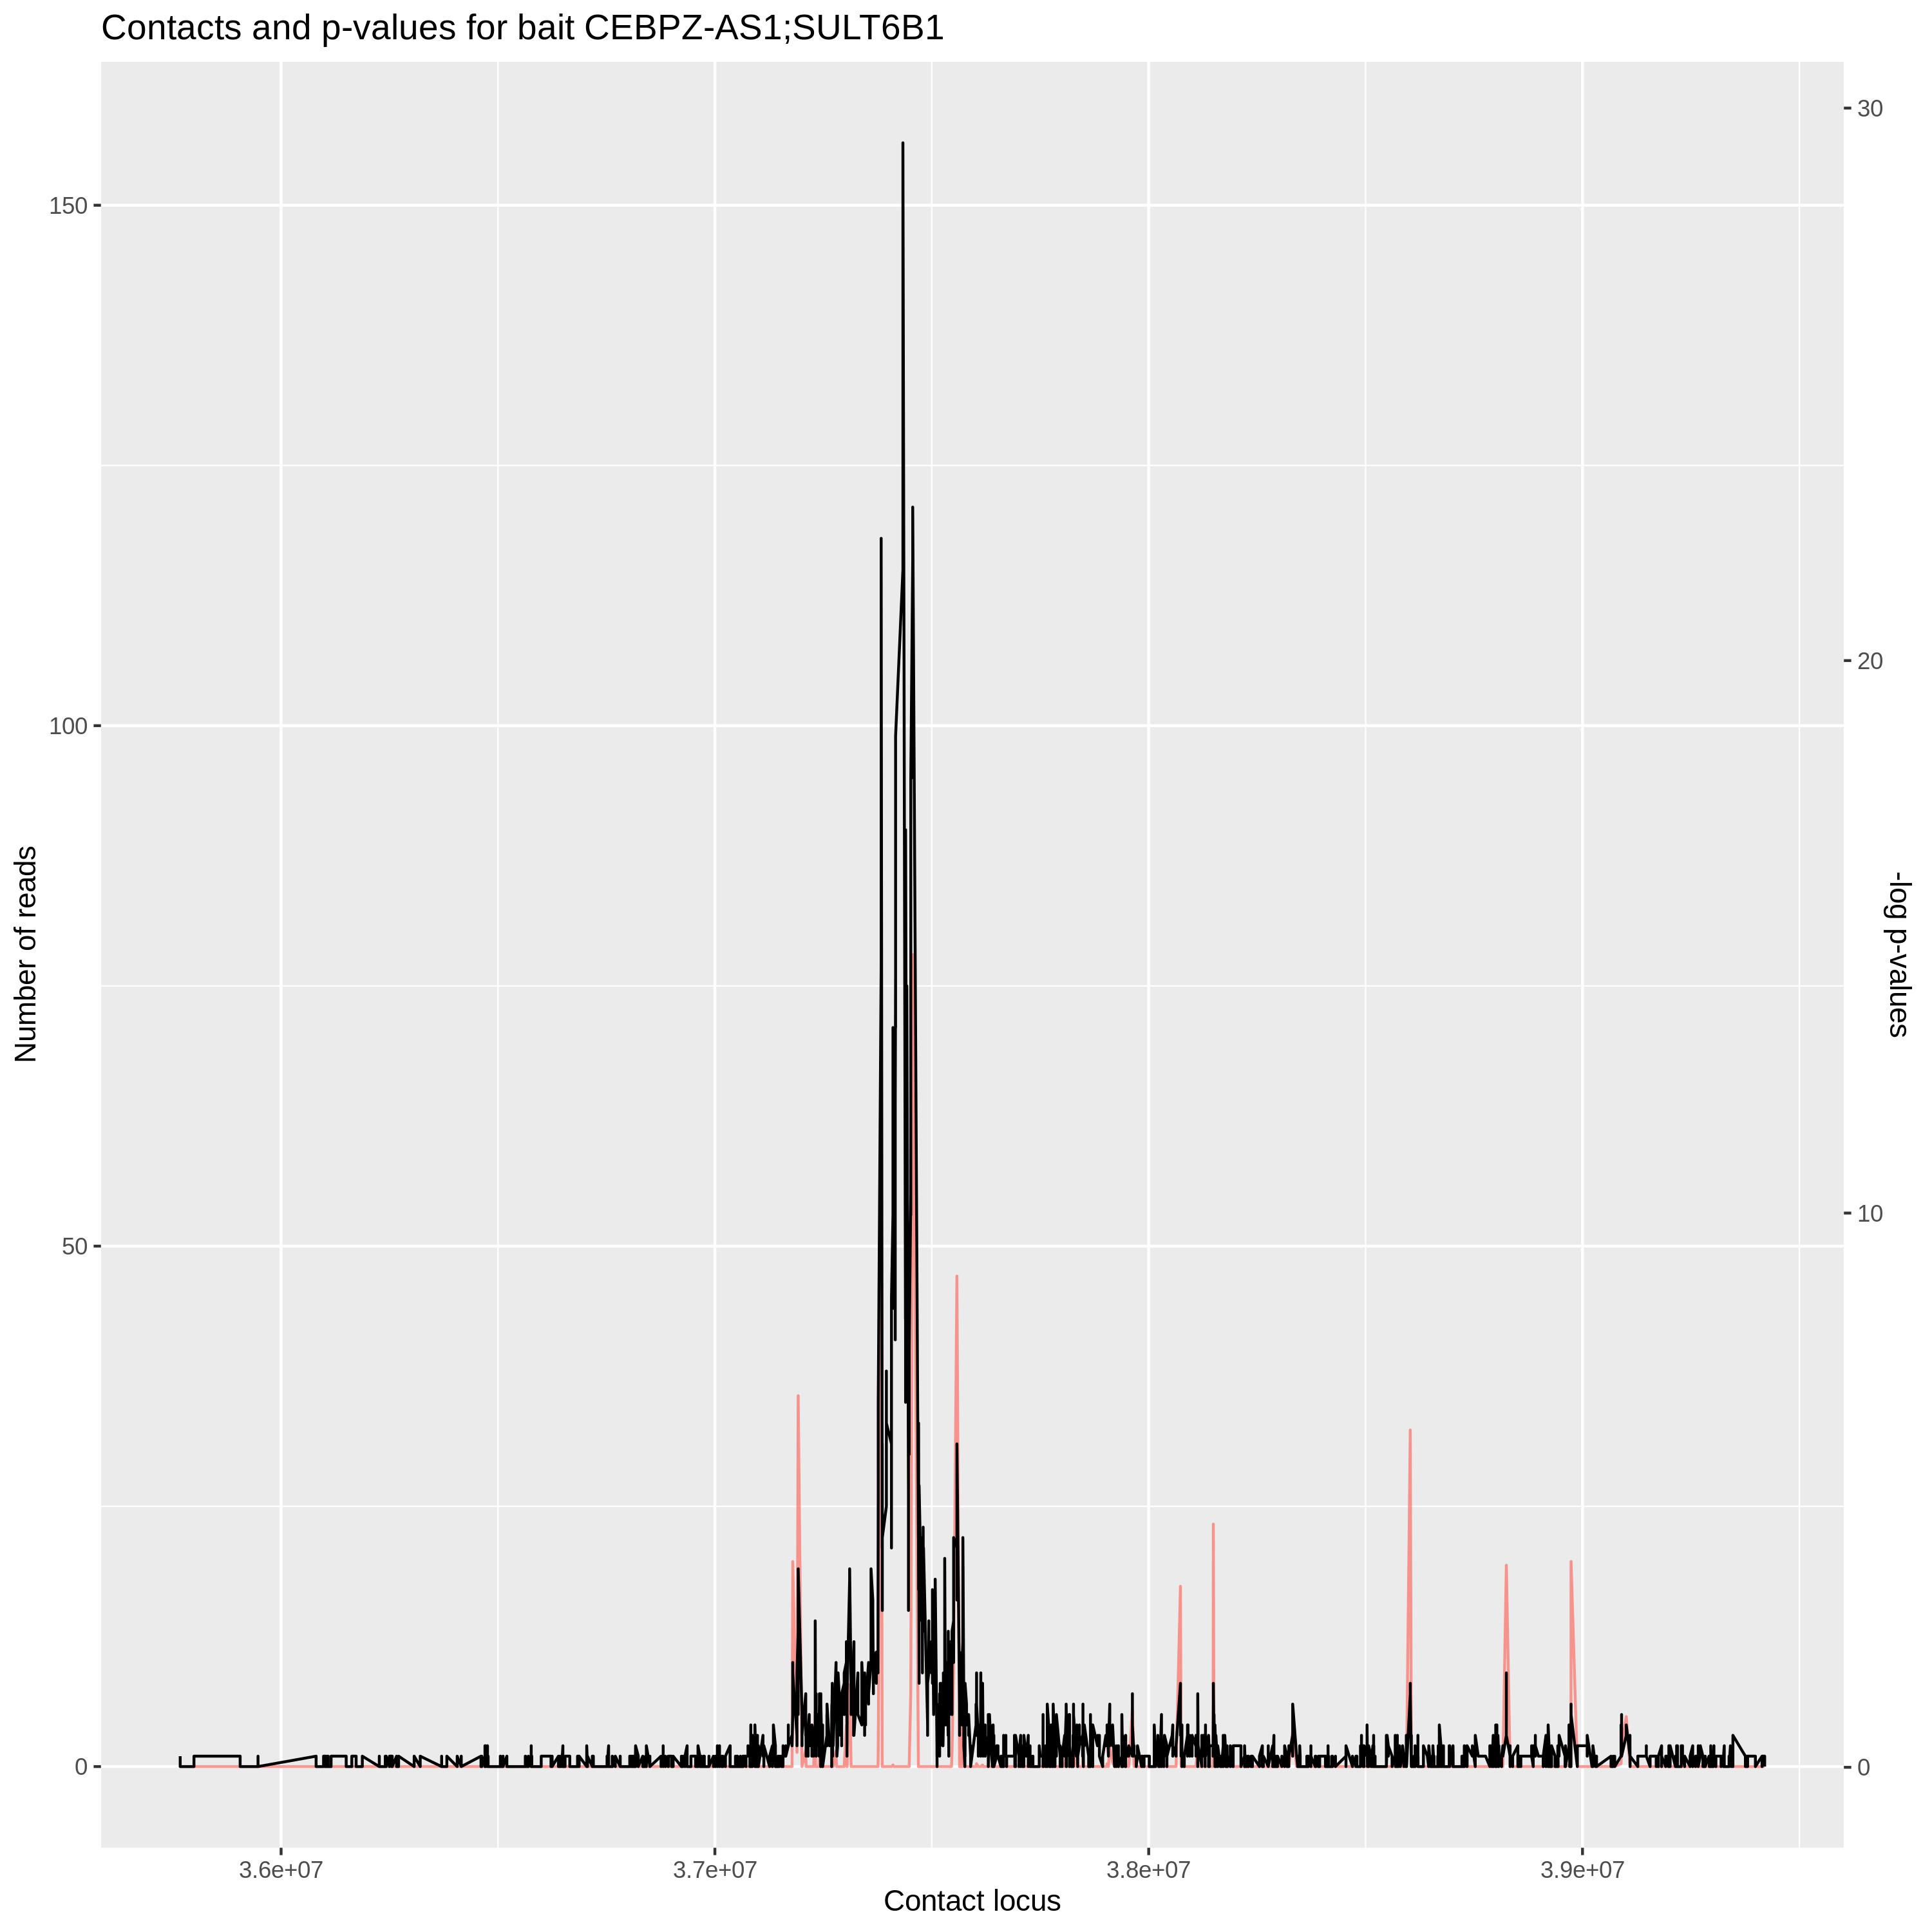 Contacts and p-values for bait CEBPZ-AS1;SULT6B1
150
100
50
0
Number of reads
30
20
10
0
-log p-values
3.6e+07
3.7e+07
3.8e+07
3.9e+07
Contact locus